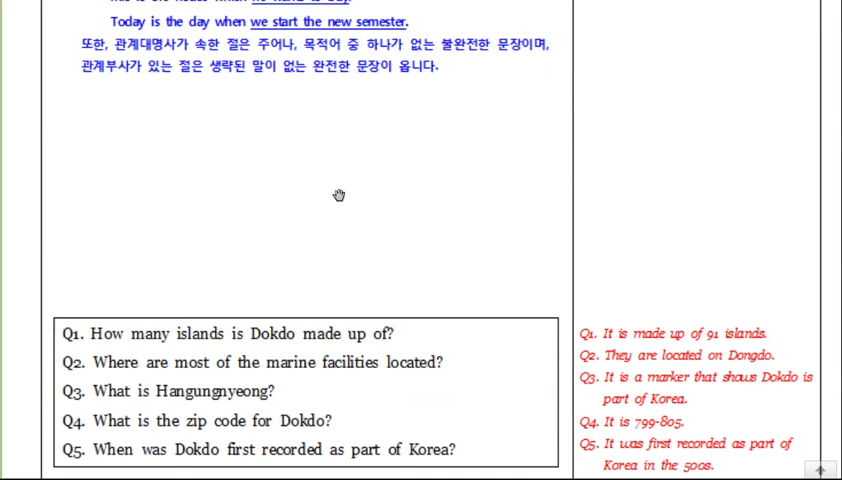 Today is the day when we start the new semester.
또한, 관계대명사가 속한 절은 주어나, 목적어 중 하나가 없는 불완전한 문장이며,
관계부사가 있는 절은 생략된 말이 없는 완전한 문장이 옵니다.
Q1. How many islands is Dokdo made up of?
Q2. Where are most of the marine facilities located?
Q3. What is Hangungnyeong?
Q4. What is the zip code for Dokdo?
Q5. When was Dokdo first recorded as part of Korea?
Q1. It is made up of 91 islands.
Q2. They are located on Dongdo.
Q3. It is a marker that shows Dokdo is
part of Korea.
Q4. It is 799-805.
Q5. It was first recorded as part of
Korea in the 500s.